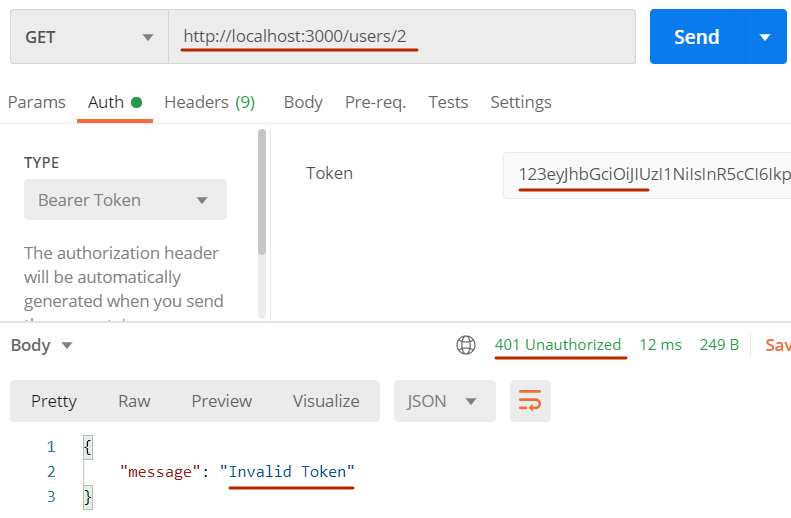 GET http://localhost:3000/users/2 Send
Params Auth Headers (9) Body Pre-req. Tests Settings
TYPE
Bearer Token
The authorization header
will be automatically
generated when you send
Token 123eyJhbGciOiJIUzI1NiIsInR5cCI6Ikp
Body 401 Unauthorized 12 ms 249 B Sav
Pretty Raw Preview Visualize JSON
1 {
2 "message": "Invalid Token"
3 }